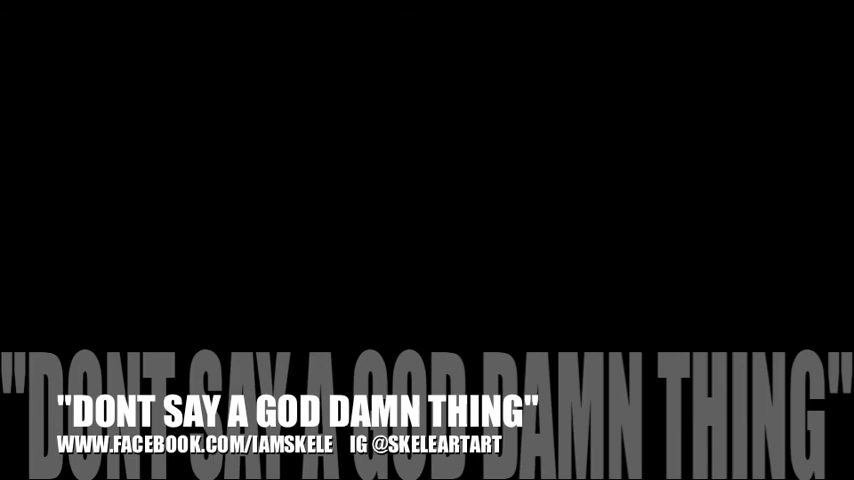 "DONT SAY A GOD DAMN THING"
"DONT SAY A GOD DAMN THING"
WWW.FACEBOOK.COM/IAMSKELE IG @SKELEARTART